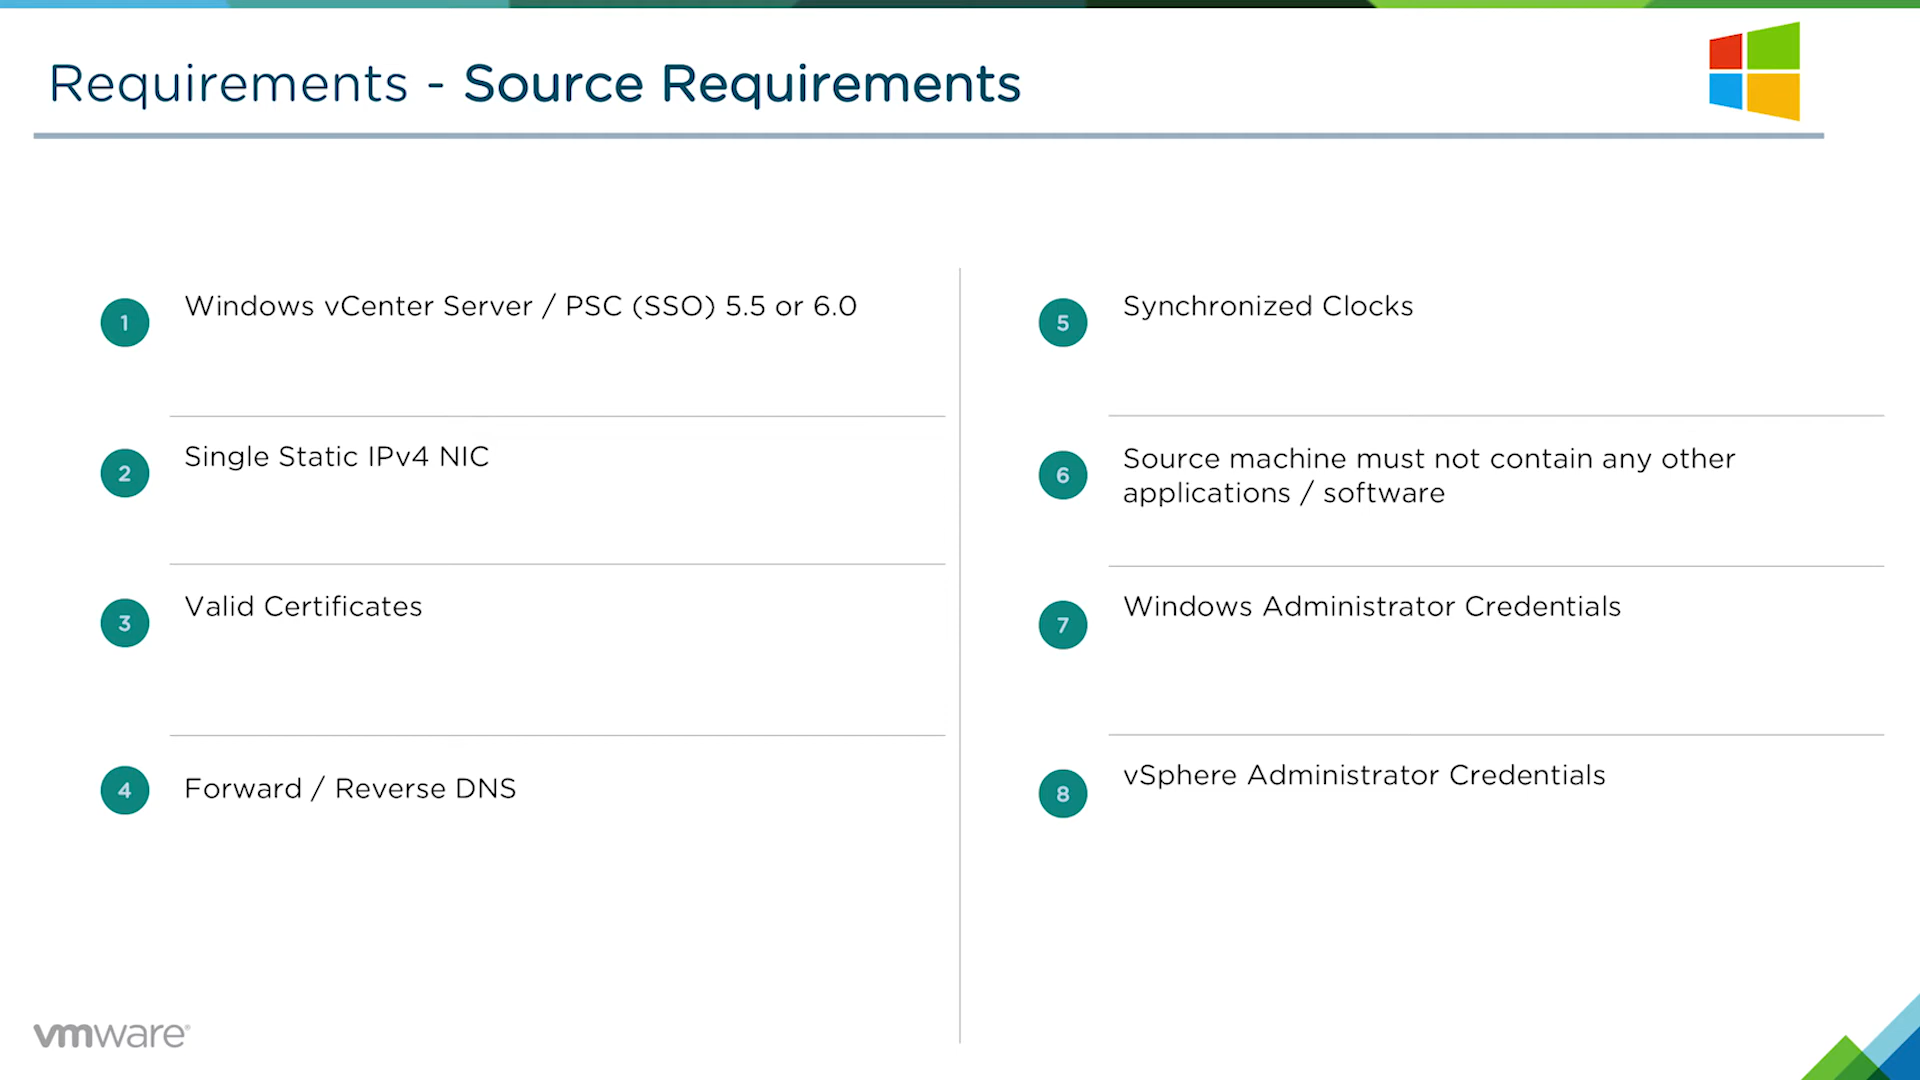 Requirements - Source Requirements
1
Windows vCenter Server / PSC (SSO) 5.5 or 6.0
2
Single Static IPv4 NIC
3
Valid Certificates
4
Forward / Reverse DNS
5
Synchronized Clocks
6
Source machine must not contain any other
applications / software
7
Windows Administrator Credentials
8
vSphere Administrator Credentials
vmware®